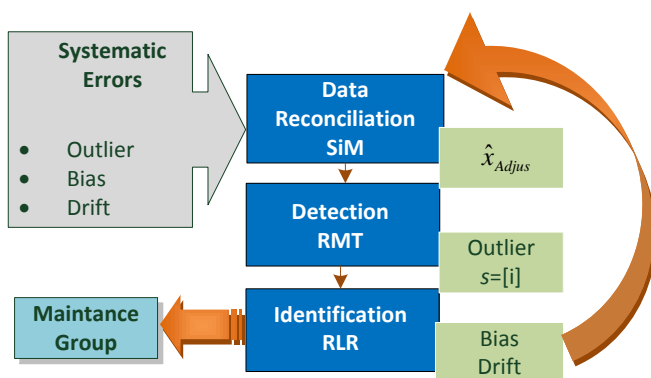 Systematic
Errors
• Outlier
• Bias
• Drift
Data
Reconciliation
SiM
x̂Adjus
Detection
RMT
Outlier
s=[i]
Identification
RLR
Bias
Drift
Maintance
Group